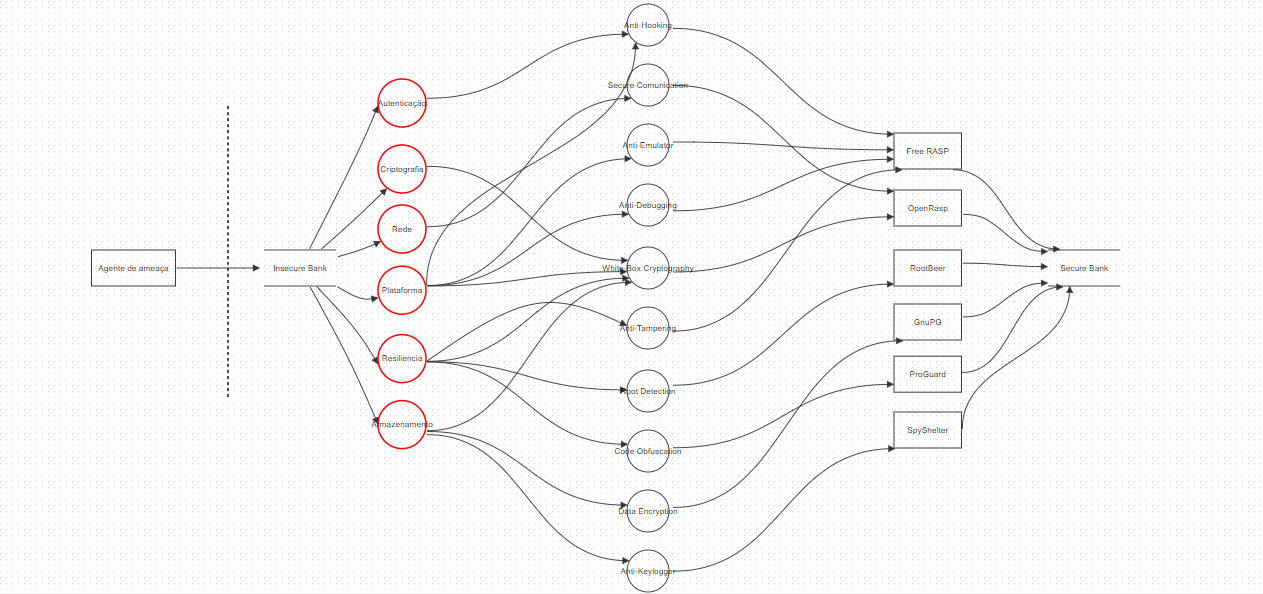 Agente de ameaça
Insecure Bank
Autenticação
Criptografia
Rede
Plataforma
Resiliencia
Armazenamento
Anti-Hooking
Secure Comunication
Anti-Emulator
Anti-Debugging
White Box Cryptography
Anti-Tampering
Root Detection
Code Obfuscation
Data Encryption
Anti-Keylogger
Free RASP
OpenRasp
RootBeer
GnuPG
ProGuard
SpyShelter
Secure Bank